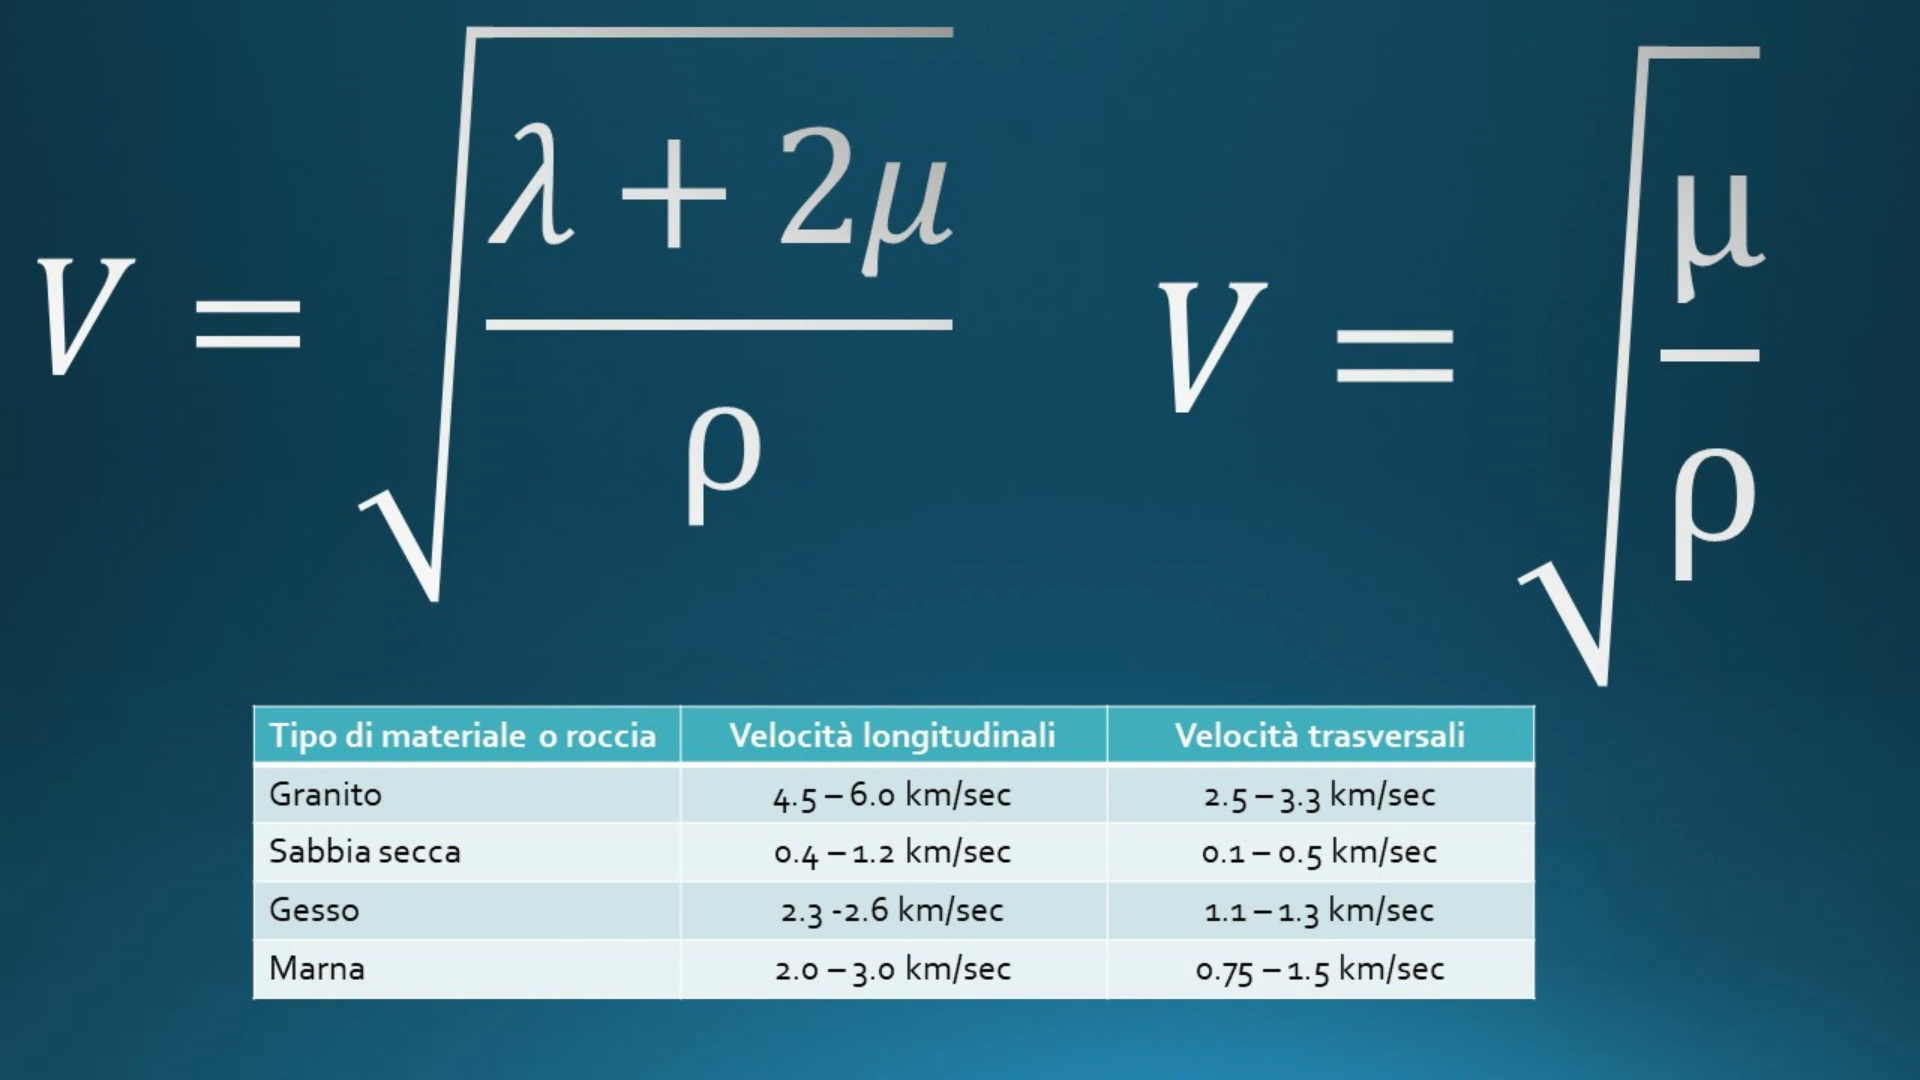 V = √((λ + 2μ)/ρ)
V = √(μ/ρ)
Tipo di materiale o roccia Velocità longitudinali Velocità trasversali
Granito 4.5 – 6.0 km/sec 2.5 – 3.3 km/sec
Sabbia secca 0.4 – 1.2 km/sec 0.1 – 0.5 km/sec
Gesso 2.3 -2.6 km/sec 1.1 – 1.3 km/sec
Marna 2.0 – 3.0 km/sec 0.75 – 1.5 km/sec